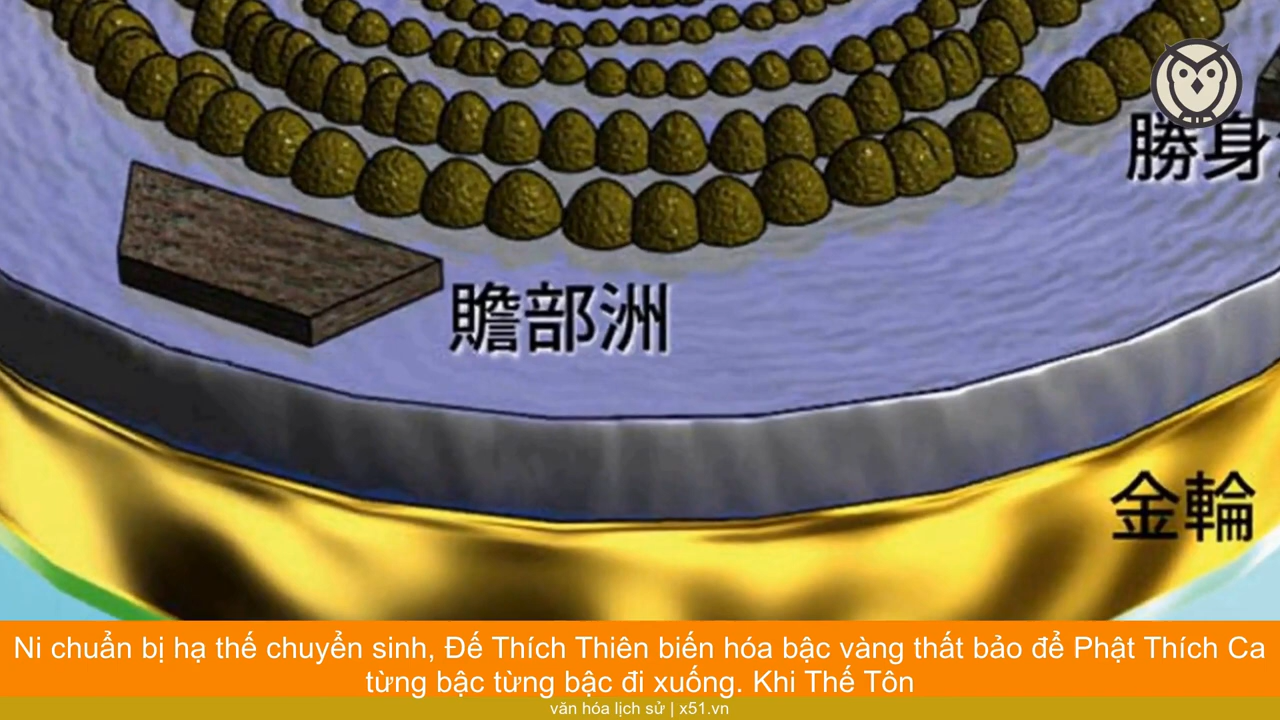 勝身
贍部洲
金輪
Ni chuẩn bị hạ thế chuyển sinh, Đế Thích Thiên biến hóa bậc vàng thất bảo để Phật Thích Ca
từng bậc từng bậc đi xuống. Khi Thế Tôn
văn hóa lịch sử | x51.vn